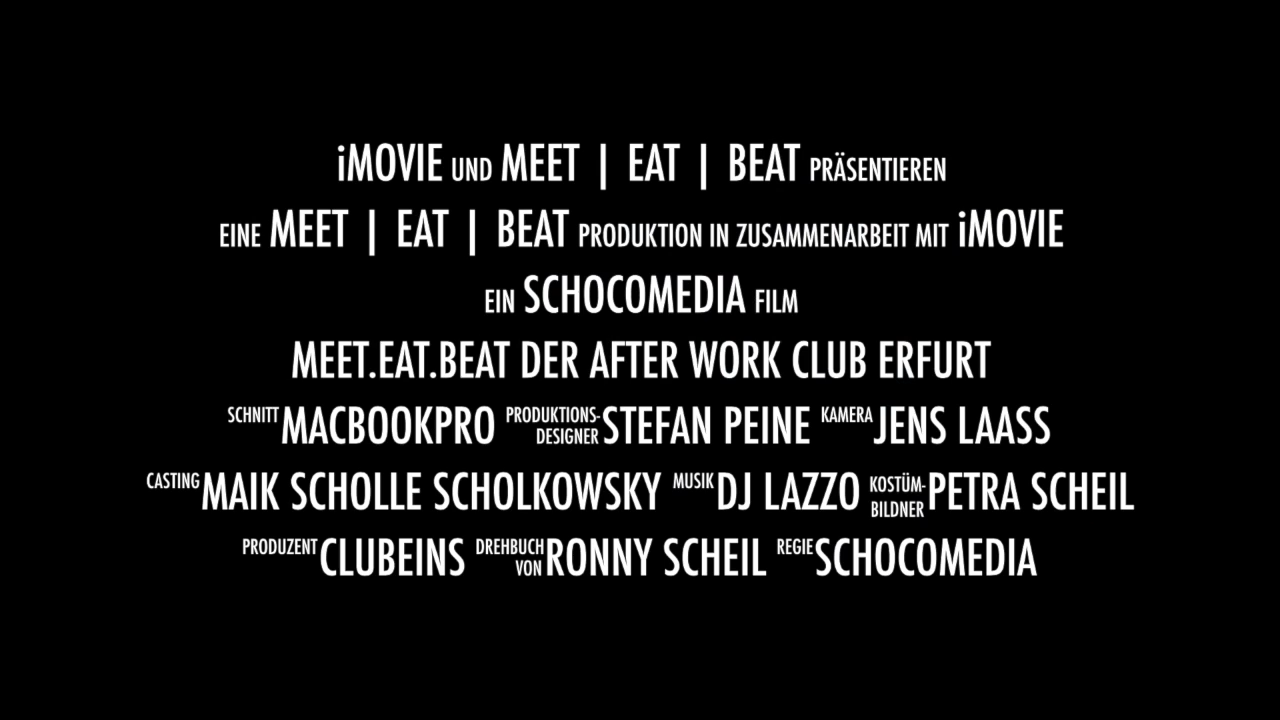 iMOVIE UND MEET | EAT | BEAT PRÄSENTIEREN
EINE MEET | EAT | BEAT PRODUKTION IN ZUSAMMENARBEIT MIT iMOVIE
EIN SCHOCOMEDIA FILM
MEET.EAT.BEAT DER AFTER WORK CLUB ERFURT
SCHNITT MACBOOKPRO PRODUKTIONS-DESIGNER STEFAN PEINE KAMERA JENS LAASS
CASTING MAIK SCHOLLE SCHOLKOWSKY MUSIK DJ LAZZO KOSTÜM-BILDNER PETRA SCHEIL
PRODUZENT CLUBEINS DREHBUCH VON RONNY SCHEIL REGIE SCHOCOMEDIA